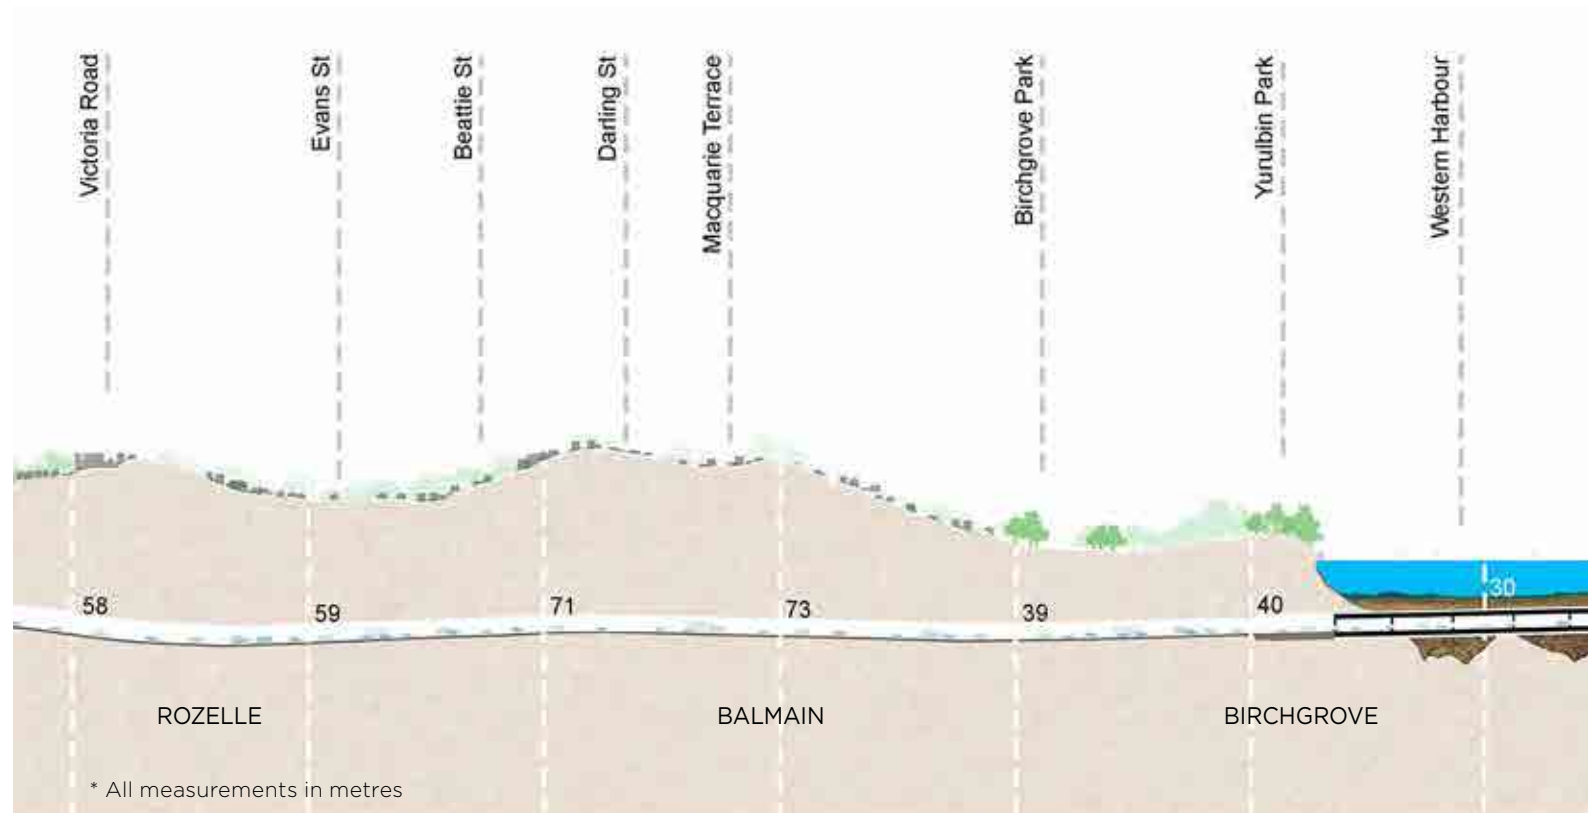 Victoria Road
Evans St
Beattie St
Darling St
Macquarie Terrace
Birchgrove Park
Yurulbin Park
Western Harbour
58
59
71
73
39
40
30
ROZELLE
BALMAIN
BIRCHGROVE
* All measurements in metres